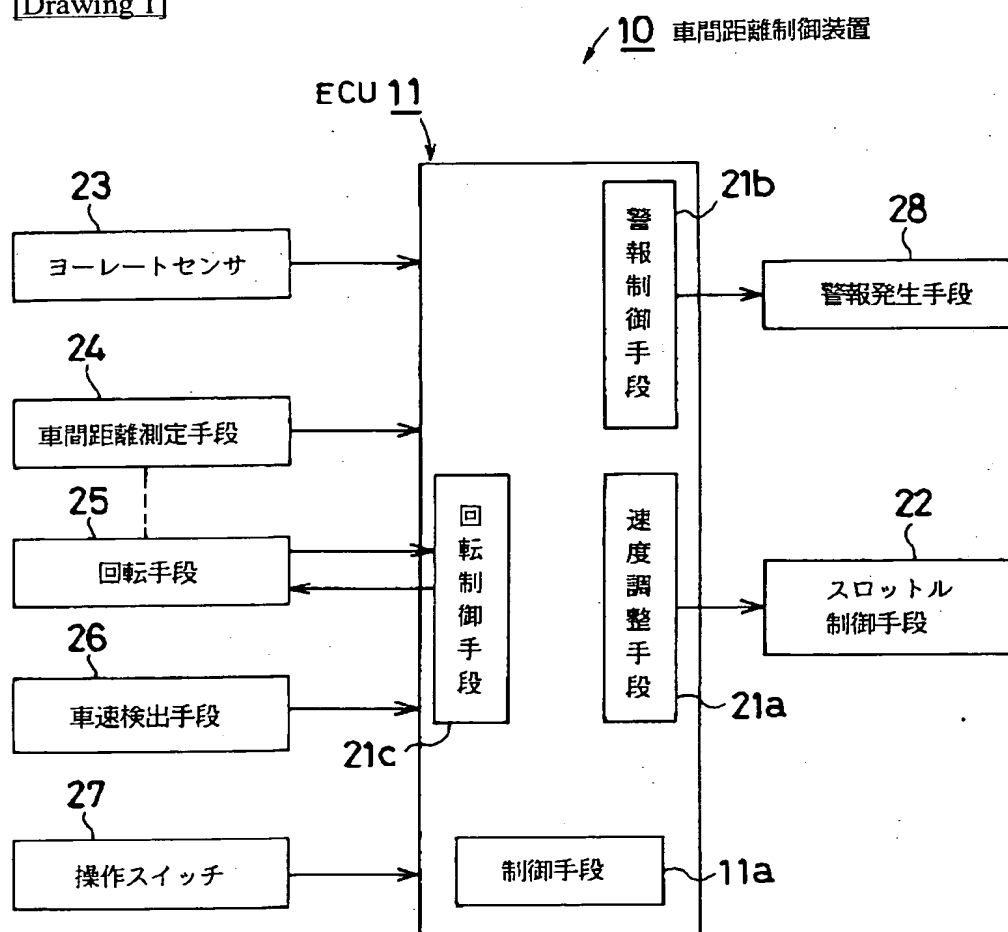 [Drawing 1]
10 車間距離制御装置
ECU 11
23
ヨーレートセンサ
24
車間距離測定手段
25
回転手段
26
車速検出手段
27
操作スイッチ
回転制御手段
21c
警報制御手段
21b
速度調整手段
21a
制御手段
11a
28
警報発生手段
22
スロットル
制御手段